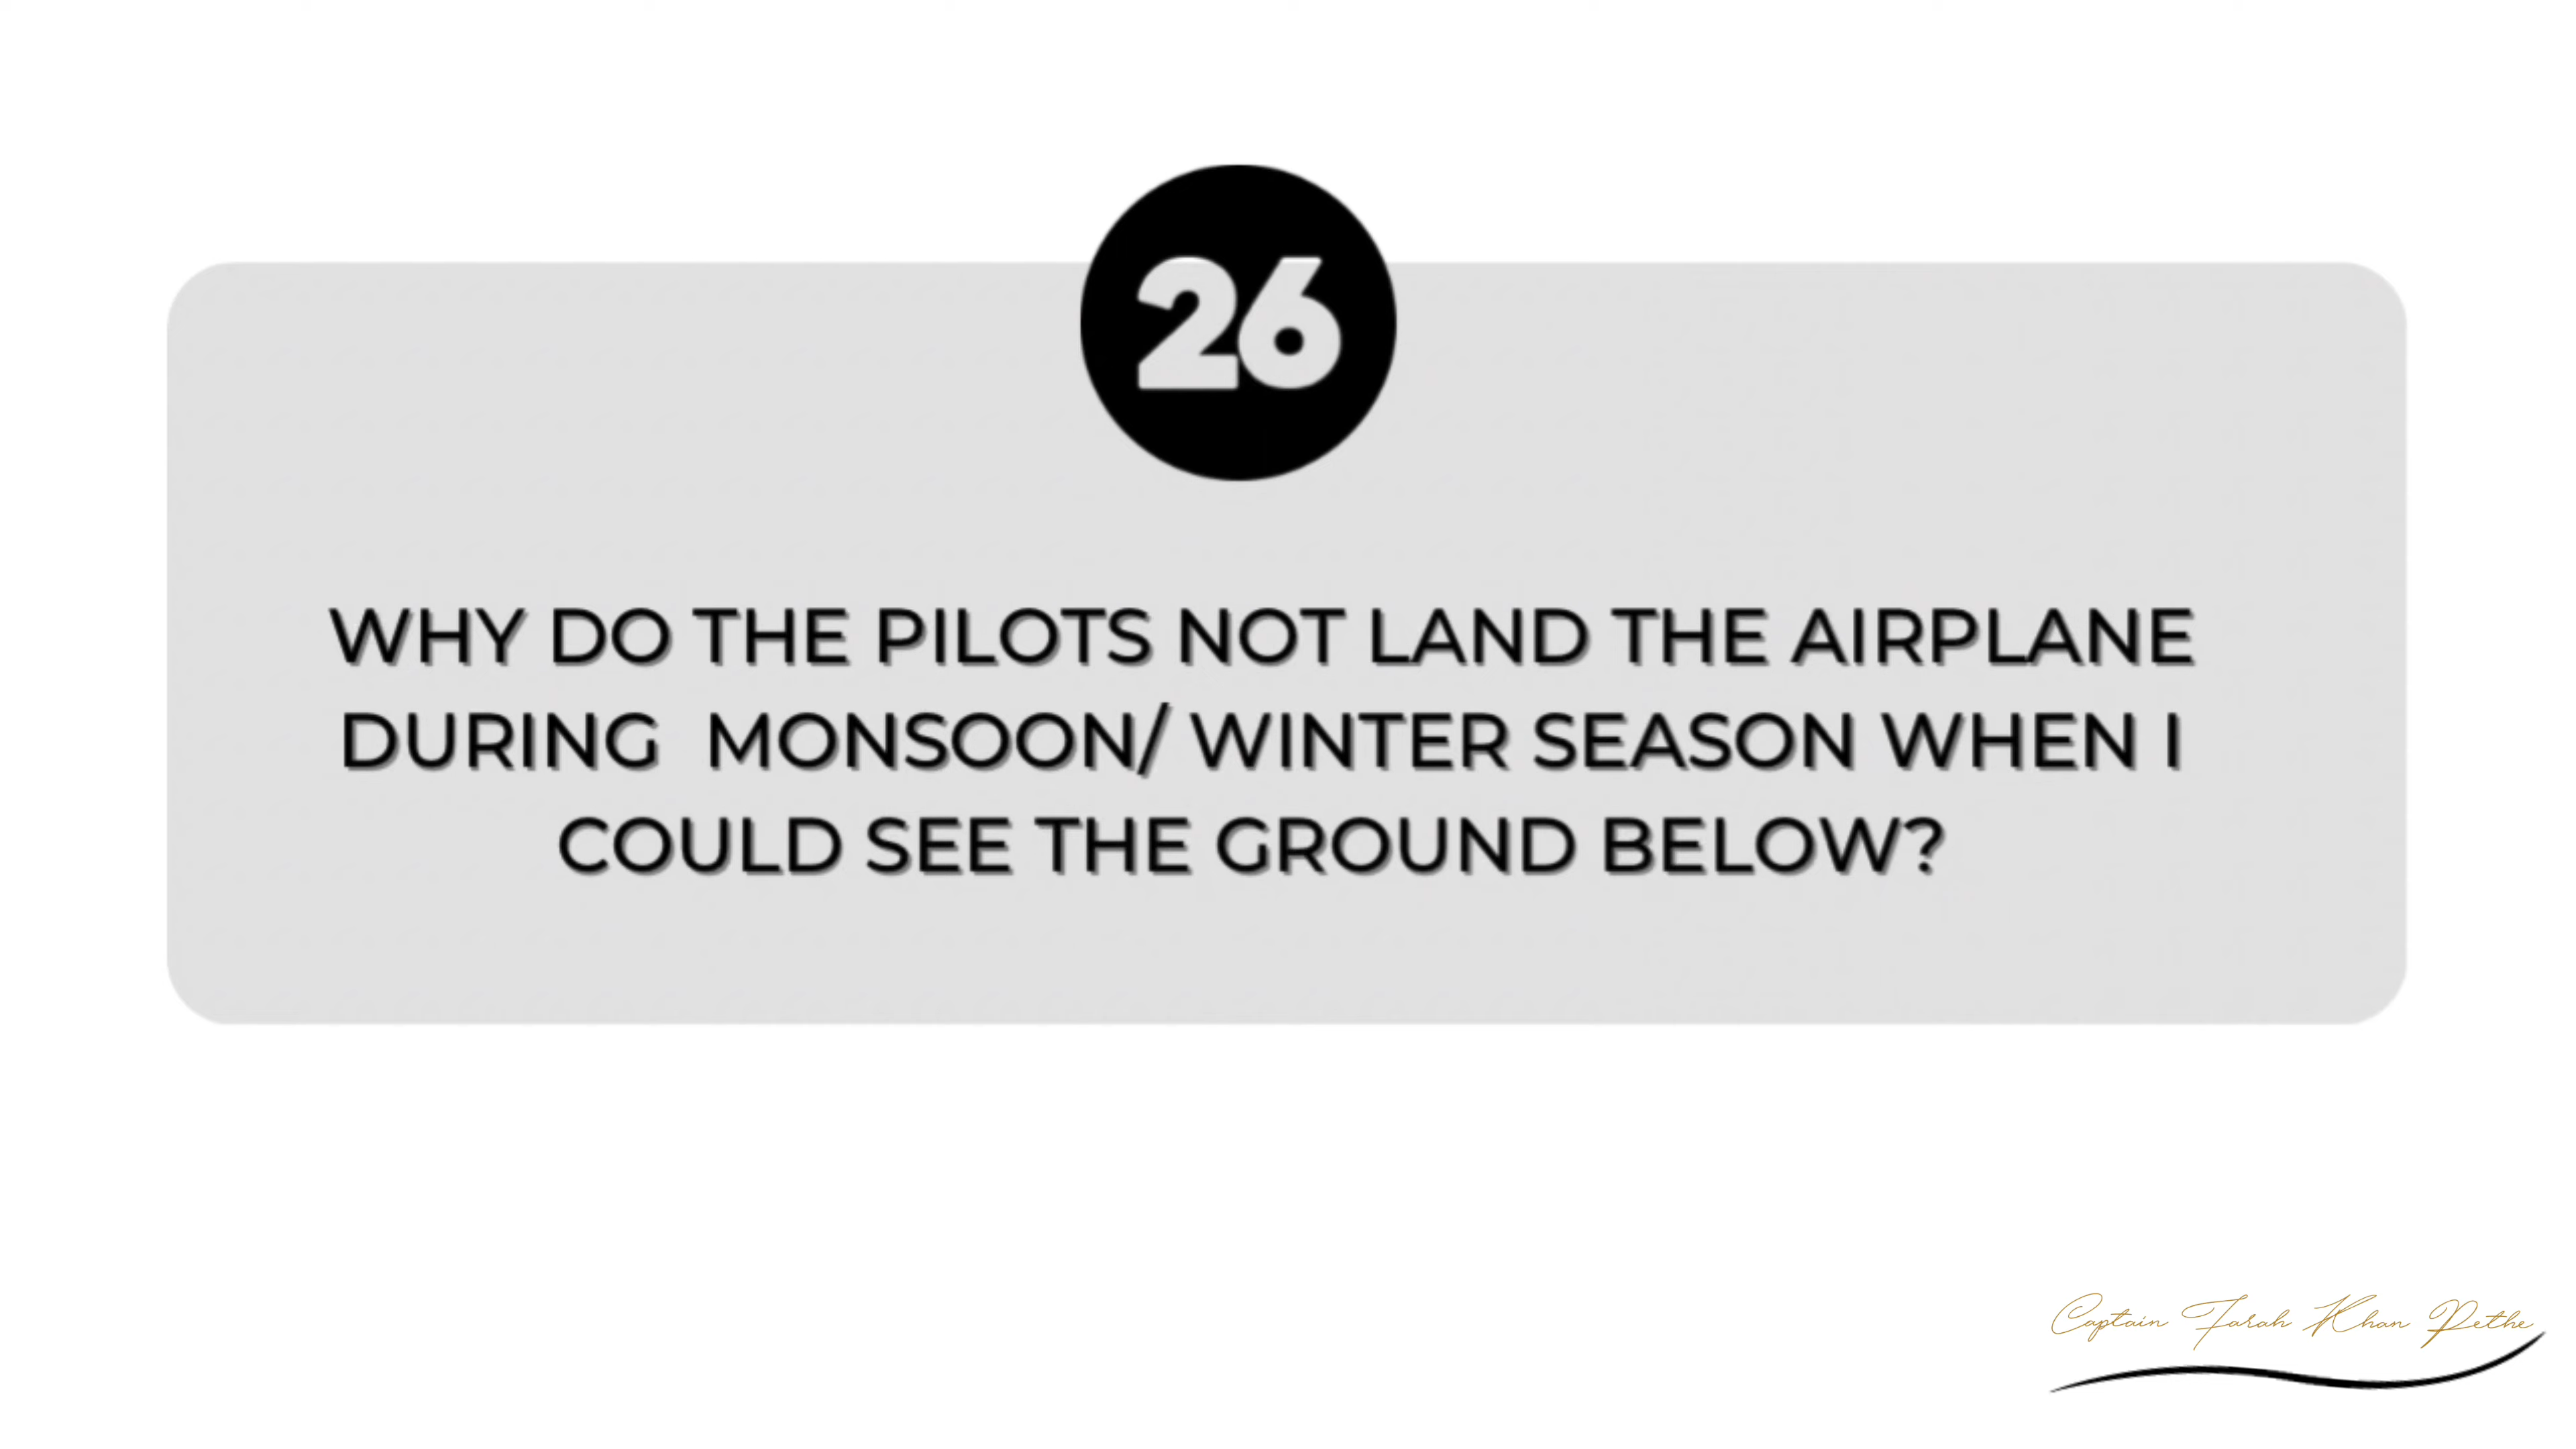 26
WHY DO THE PILOTS NOT LAND THE AIRPLANE
DURING  MONSOON/ WINTER SEASON WHEN I
COULD SEE THE GROUND BELOW?
Captain Farah Khan Pethe